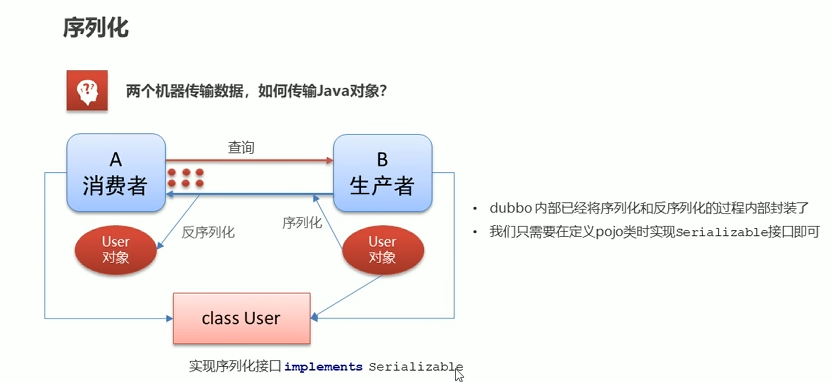 序列化
两个机器传输数据，如何传输Java对象？
A
消费者
查询
B
生产者
反序列化
序列化
User
对象
User
对象
class User
实现序列化接口 implements Serializable
• dubbo 内部已经将序列化和反序列化的过程内部封装了
• 我们只需要在定义pojo类时实现Serializable接口即可